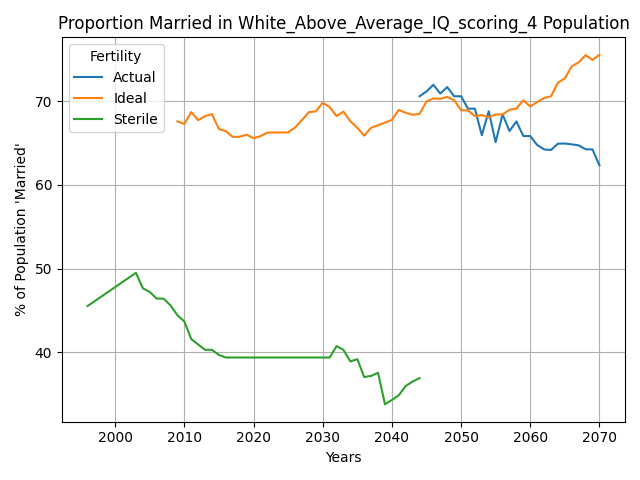 Proportion Married in White_Above_Average_IQ_scoring_4 Population
Fertility
Actual
Ideal
Sterile
% of Population 'Married'
70
60
50
40
2000 2010 2020 2030 2040 2050 2060 2070
Years